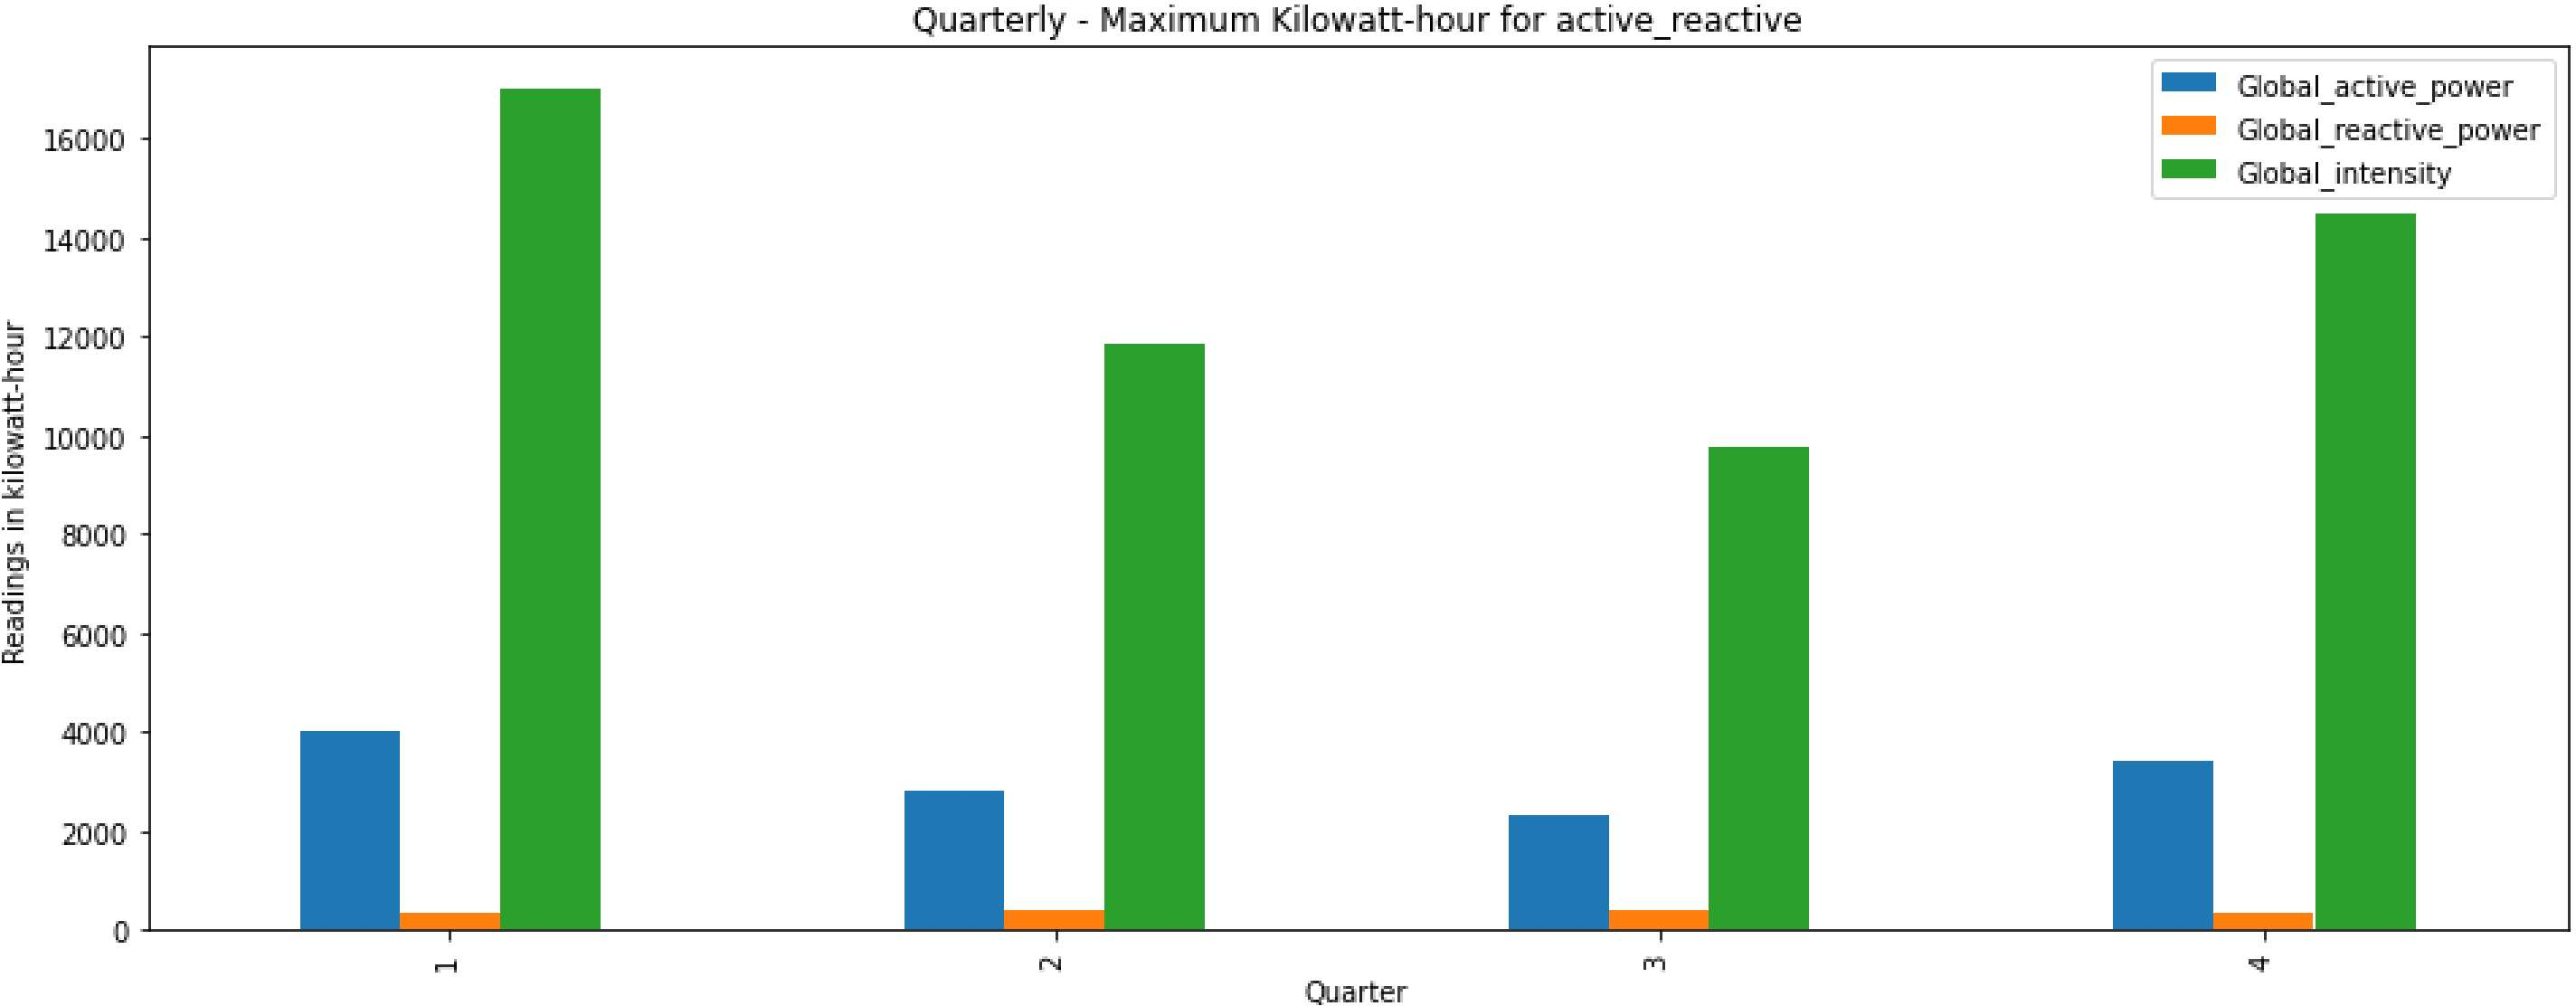 Quarterly - Maximum Kilowatt-hour for active_reactive
Global_active_power
Global_reactive_power
Global_intensity
16000
14000
12000
10000
8000
6000
4000
2000
0
Readings in kilowatt-hour
1
2
3
4
Quarter